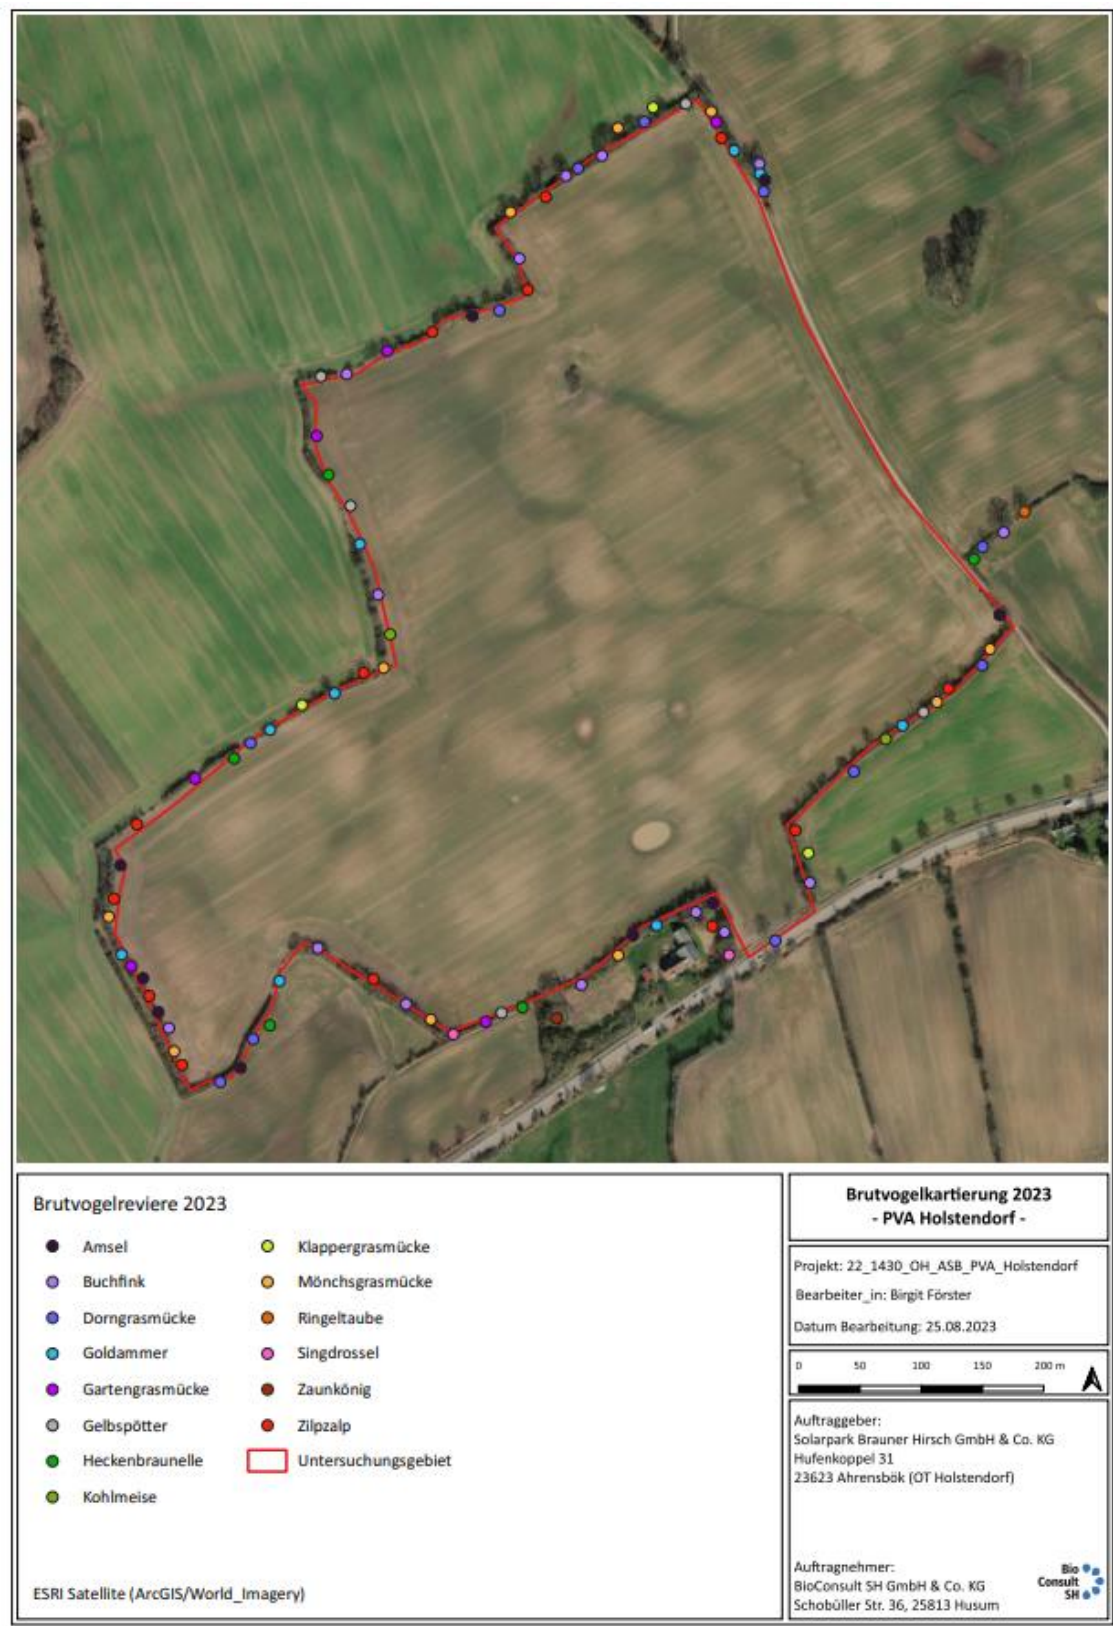 Brutvogelreviere 2023
Amsel
Buchfink
Dorngrasmücke
Goldammer
Gartengrasmücke
Gelbspötter
Heckenbraunelle
Kohlmeise
Klappergrasmücke
Mönchsgrasmücke
Ringeltaube
Singdrossel
Zaunkönig
Zilpzalp
Untersuchungsgebiet
ESRI Satellite (ArcGIS/World_Imagery)
Brutvogelkartierung 2023
- PVA Holstendorf -
Projekt: 22_1430_OH_ASB_PVA_Holstendorf
Bearbeiter_in: Birgit Förster
Datum Bearbeitung: 25.08.2023
0 50 100 150 200 m
Auftraggeber:
Solarpark Brauner Hirsch GmbH & Co. KG
Hufenkoppel 31
23623 Ahrensbök (OT Holstendorf)
Auftragnehmer:
BioConsult SH GmbH & Co. KG
Schobüller Str. 36, 25813 Husum
Bio
Consult
SH